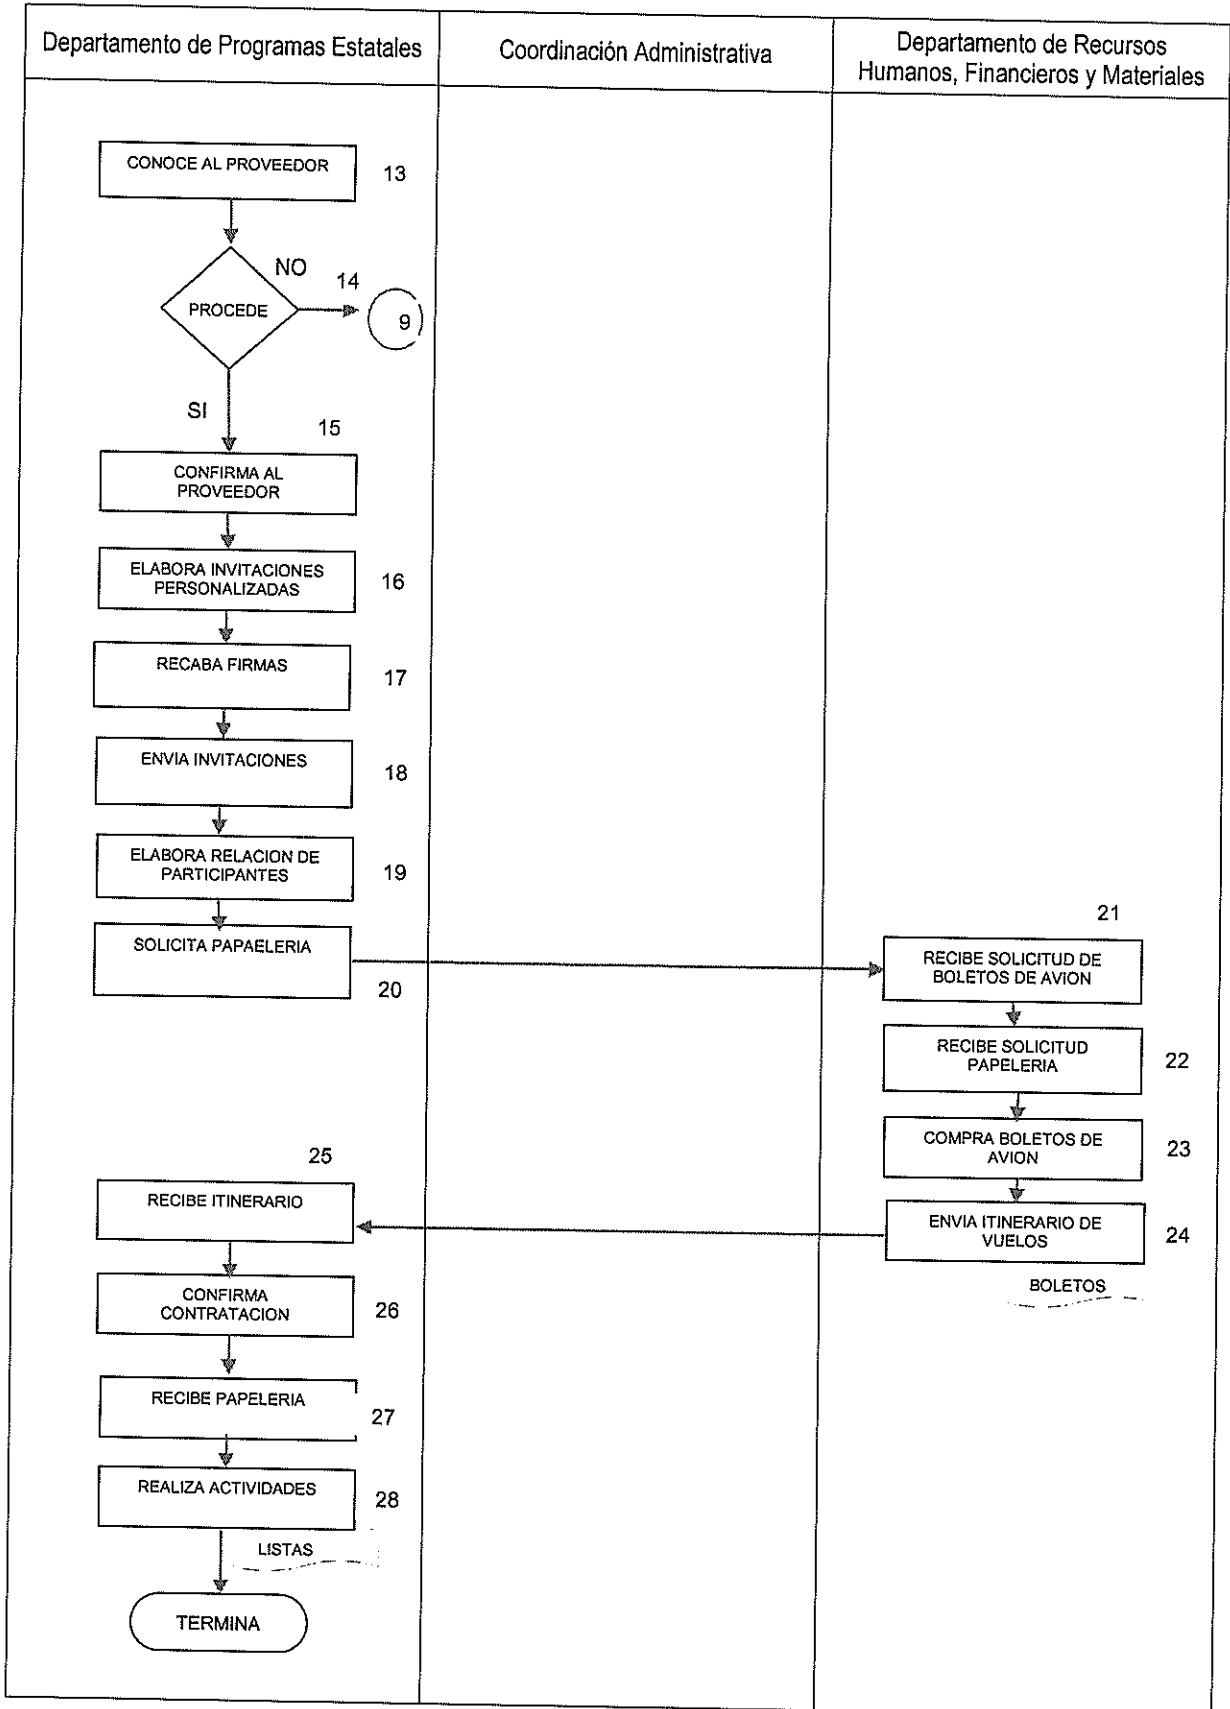 Departamento de Programas Estatales
Coordinación Administrativa
Departamento de Recursos
Humanos, Financieros y Materiales
CONOCE AL PROVEEDOR
13
NO
14
PROCEDE
9
SI
15
CONFIRMA AL
PROVEEDOR
ELABORA INVITACIONES
PERSONALIZADAS
16
RECABA FIRMAS
17
ENVIA INVITACIONES
18
ELABORA RELACION DE
PARTICIPANTES
19
SOLICITA PAPAELERIA
20
21
RECIBE SOLICITUD DE
BOLETOS DE AVION
RECIBE SOLICITUD
PAPELERIA
22
COMPRA BOLETOS DE
AVION
23
ENVIA ITINERARIO DE
VUELOS
24
BOLETOS
25
RECIBE ITINERARIO
CONFIRMA
CONTRATACION
26
RECIBE PAPELERIA
27
REALIZA ACTIVIDADES
28
LISTAS
TERMINA